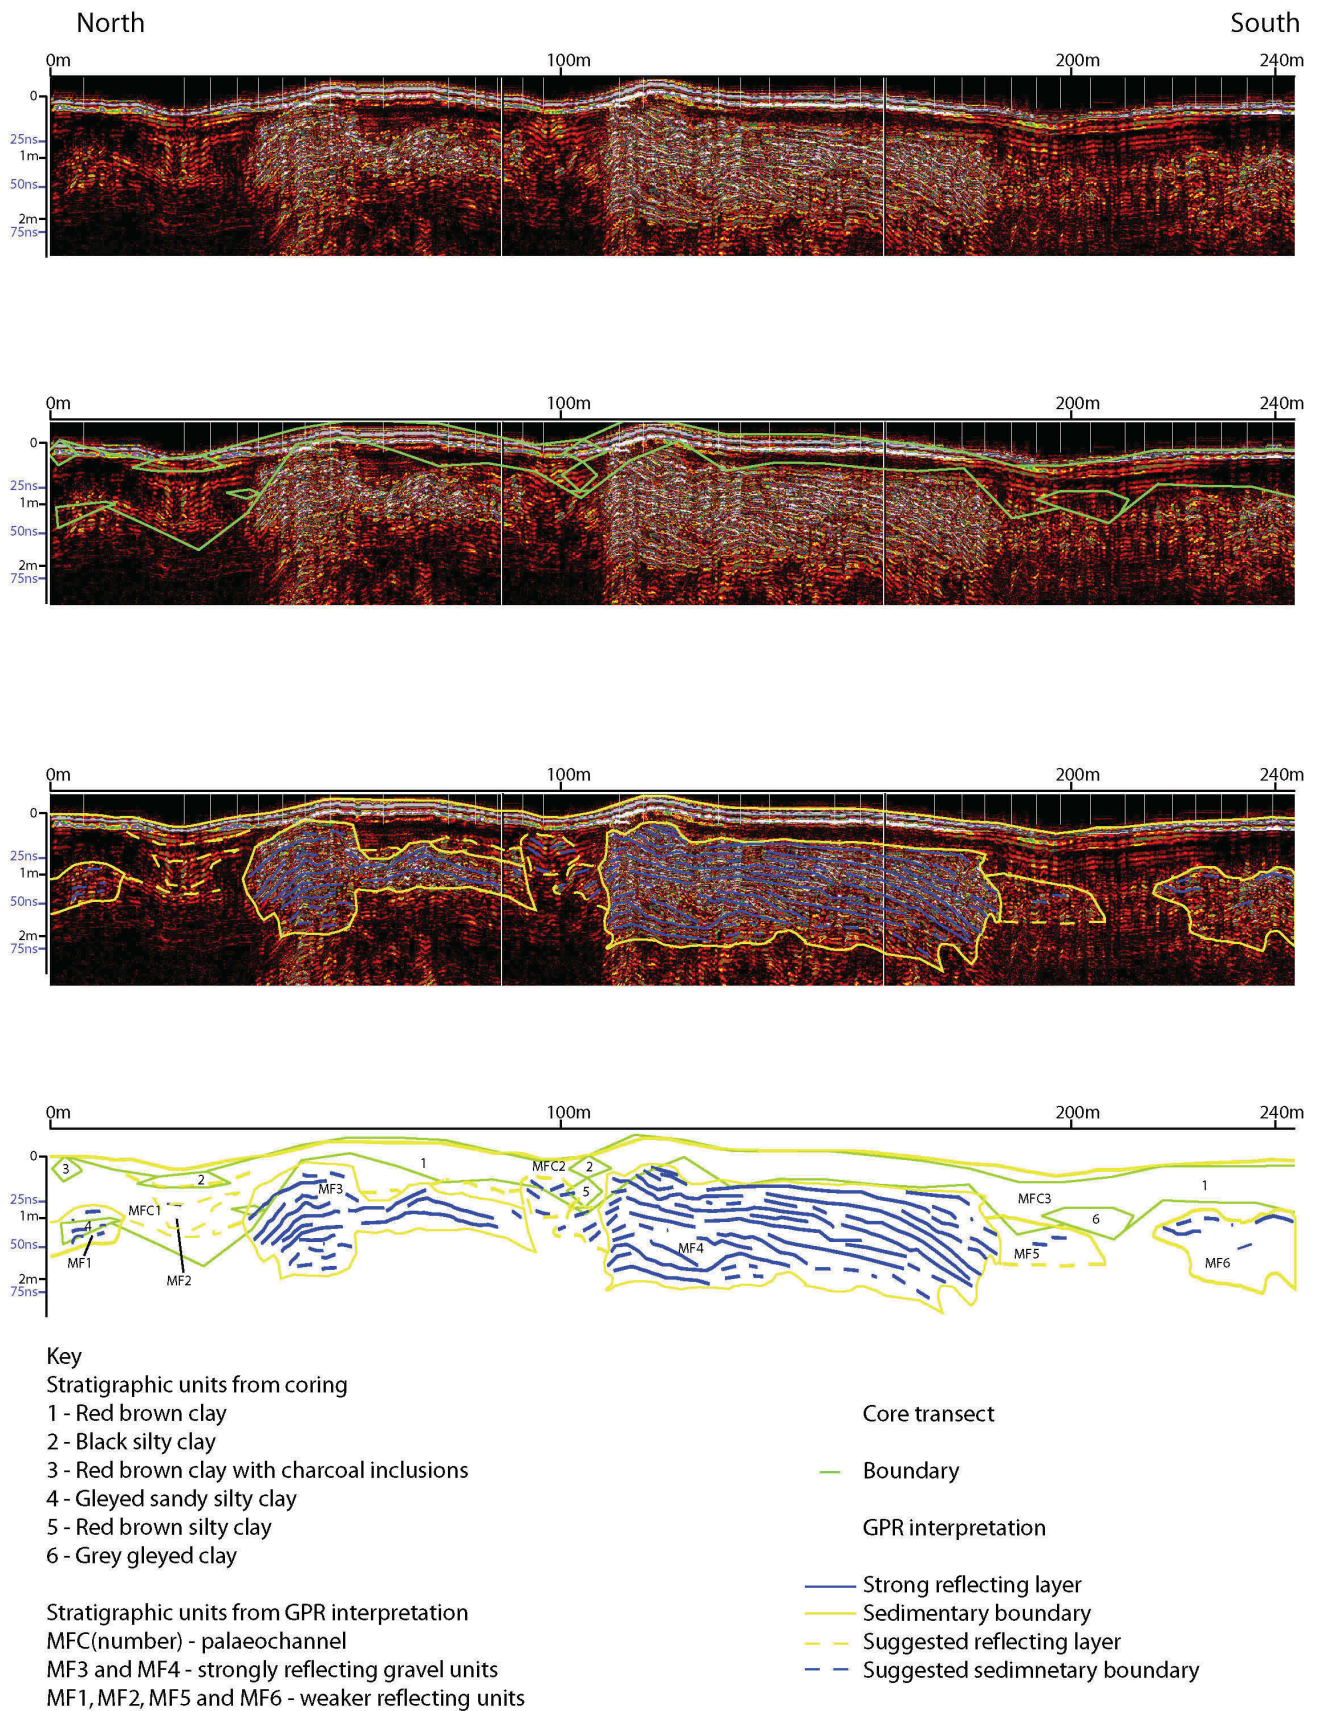 North South
0m 100m 200m 240m
0
25ns
1m
50ns
2m
75ns
0m 100m 200m 240m
0
25ns
1m
50ns
2m
75ns
0m 100m 200m 240m
0
25ns
1m
50ns
2m
75ns
0m 100m 200m 240m
0
3 2 1 MFC2 2 5 MFC3 1
25ns
MFC1 MF3 6
1m
4
50ns
MF1 MF2 MF4 MF5 MF6
2m
75ns
Key
Stratigraphic units from coring
1 - Red brown clay
2 - Black silty clay
3 - Red brown clay with charcoal inclusions
4 - Gleyed sandy silty clay
5 - Red brown silty clay
6 - Grey gleyed clay
Stratigraphic units from GPR interpretation
MFC(number) - palaeochannel
MF3 and MF4 - strongly reflecting gravel units
MF1, MF2, MF5 and MF6 - weaker reflecting units
Core transect
Boundary
GPR interpretation
Strong reflecting layer
Sedimentary boundary
Suggested reflecting layer
Suggested sedimnetary boundary